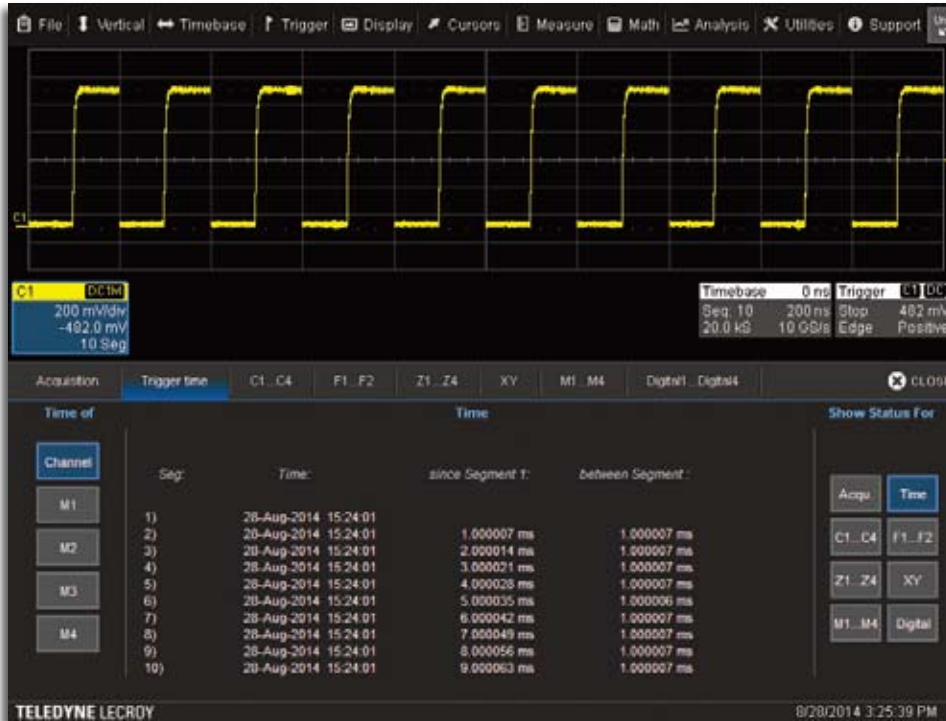 File Vertical Timebase Trigger Display Cursors Measure Math Analysis Utilities Support
C1
C1 DC1M
200 mV/div
-482.0 mV
10 Seg
Timebase 0 ns
Seq: 10 200 ns
20.0 kS 10 GS/s
Trigger C1 DC
Stop 482 mV
Edge Positive
Acquisition Trigger time C1...C4 F1...F2 Z1...Z4 XY M1...M4 Digital1...Digital4 CLOSE
Time of Time Show Status For
Channel
M1
M2
M3
M4
Seg: Time: since Segment 1: between Segment :
1) 28-Aug-2014 15:24:01
2) 28-Aug-2014 15:24:01 1.000007 ms 1.000007 ms
3) 28-Aug-2014 15:24:01 2.000014 ms 1.000007 ms
4) 28-Aug-2014 15:24:01 3.000021 ms 1.000007 ms
5) 28-Aug-2014 15:24:01 4.000028 ms 1.000007 ms
6) 28-Aug-2014 15:24:01 5.000035 ms 1.000006 ms
7) 28-Aug-2014 15:24:01 6.000042 ms 1.000007 ms
8) 28-Aug-2014 15:24:01 7.000049 ms 1.000007 ms
9) 28-Aug-2014 15:24:01 8.000056 ms 1.000007 ms
10) 28-Aug-2014 15:24:01 9.000063 ms 1.000007 ms
Acqu Time
C1...C4 F1...F2
Z1...Z4 XY
M1...M4 Digital
TELEDYNE LECROY 8/28/2014 3:25:39 PM